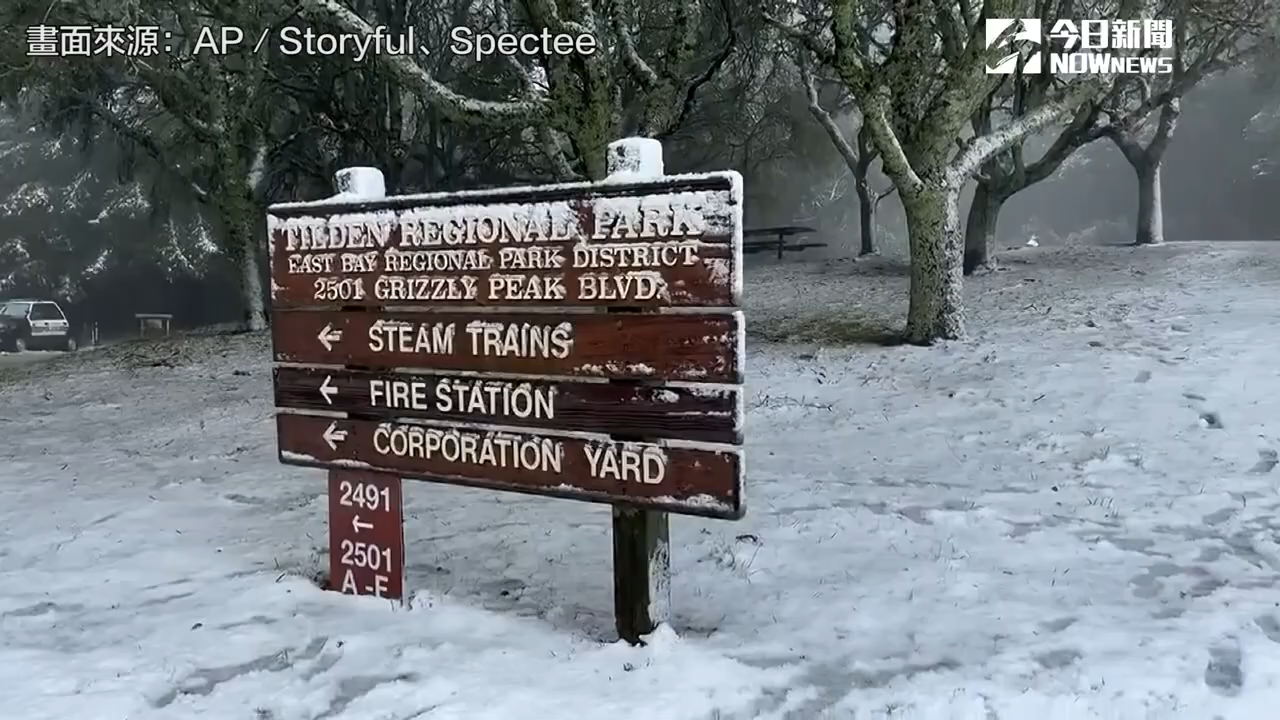 畫面來源：AP / Storyful、Spectee
今日新聞
NOWNEWS
TILDEN REGIONAL PARK
EAST BAY REGIONAL PARK DISTRICT
2501 GRIZZLY PEAK BLVD.
← STEAM TRAINS
← FIRE STATION
← CORPORATION YARD
2491
←
2501
A-F